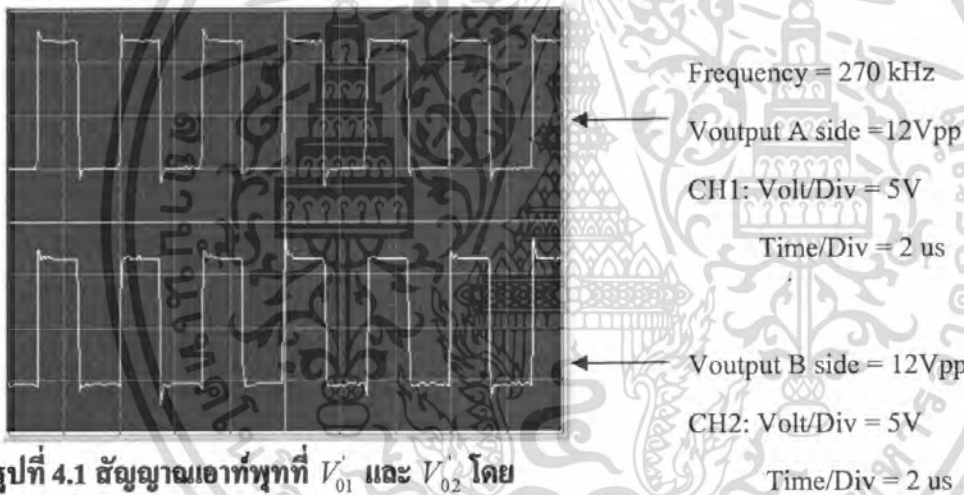 Frequency = 270 kHz
Voutput A side =12Vpp
CH1: Volt/Div = 5V
Time/Div = 2 us
Voutput B side = 12Vpp
CH2: Volt/Div = 5V
Time/Div = 2 us
รูปที่ 4.1 สัญญาณเอาท์พุทที่ V'01 และ V'02 โดย